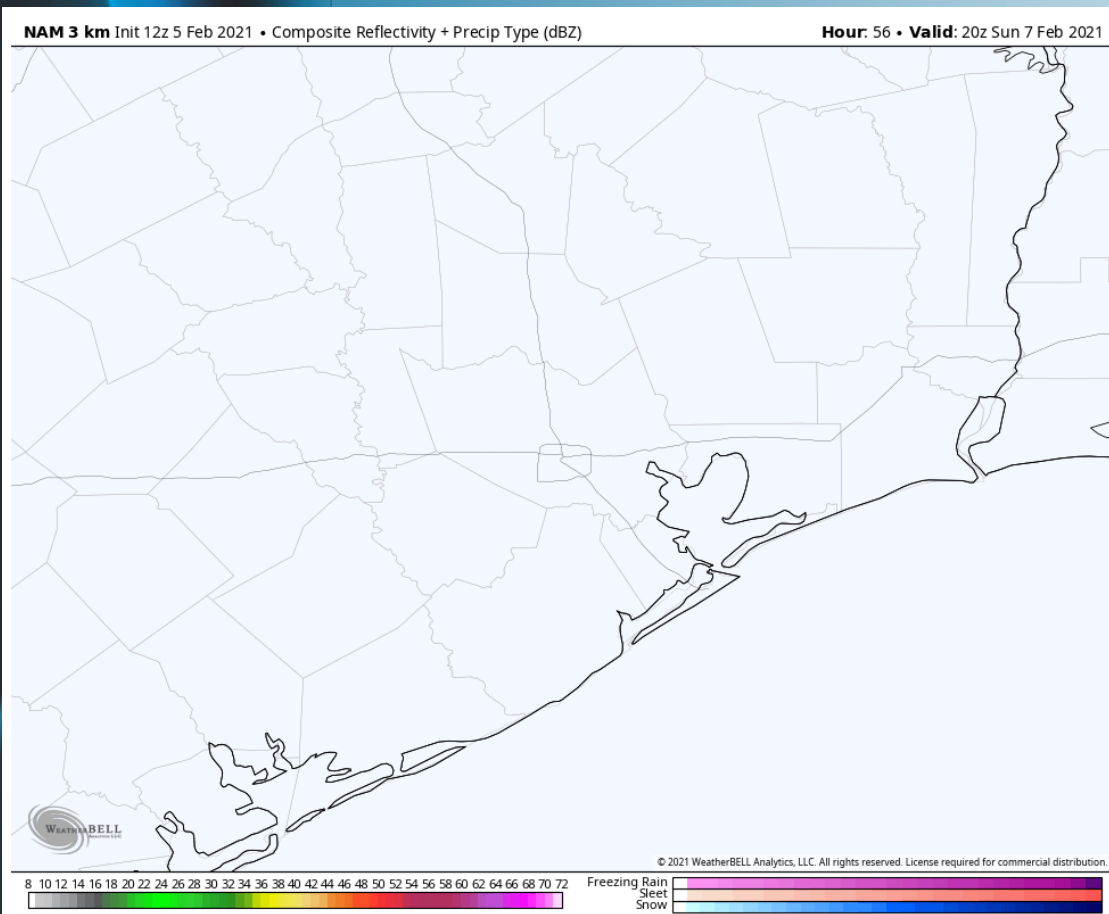 NAM 3 km Init 12z 5 Feb 2021 • Composite Reflectivity + Precip Type (dBZ) Hour: 56 • Valid: 20z Sun 7 Feb 2021
WEATHERBELL
© 2021 WeatherBELL Analytics, LLC. All rights reserved. License required for commercial distribution.
8 10 12 14 16 18 20 22 24 26 28 30 32 34 36 38 40 42 44 46 48 50 52 54 56 58 60 62 64 66 68 70 72
Freezing Rain
Sleet
Snow